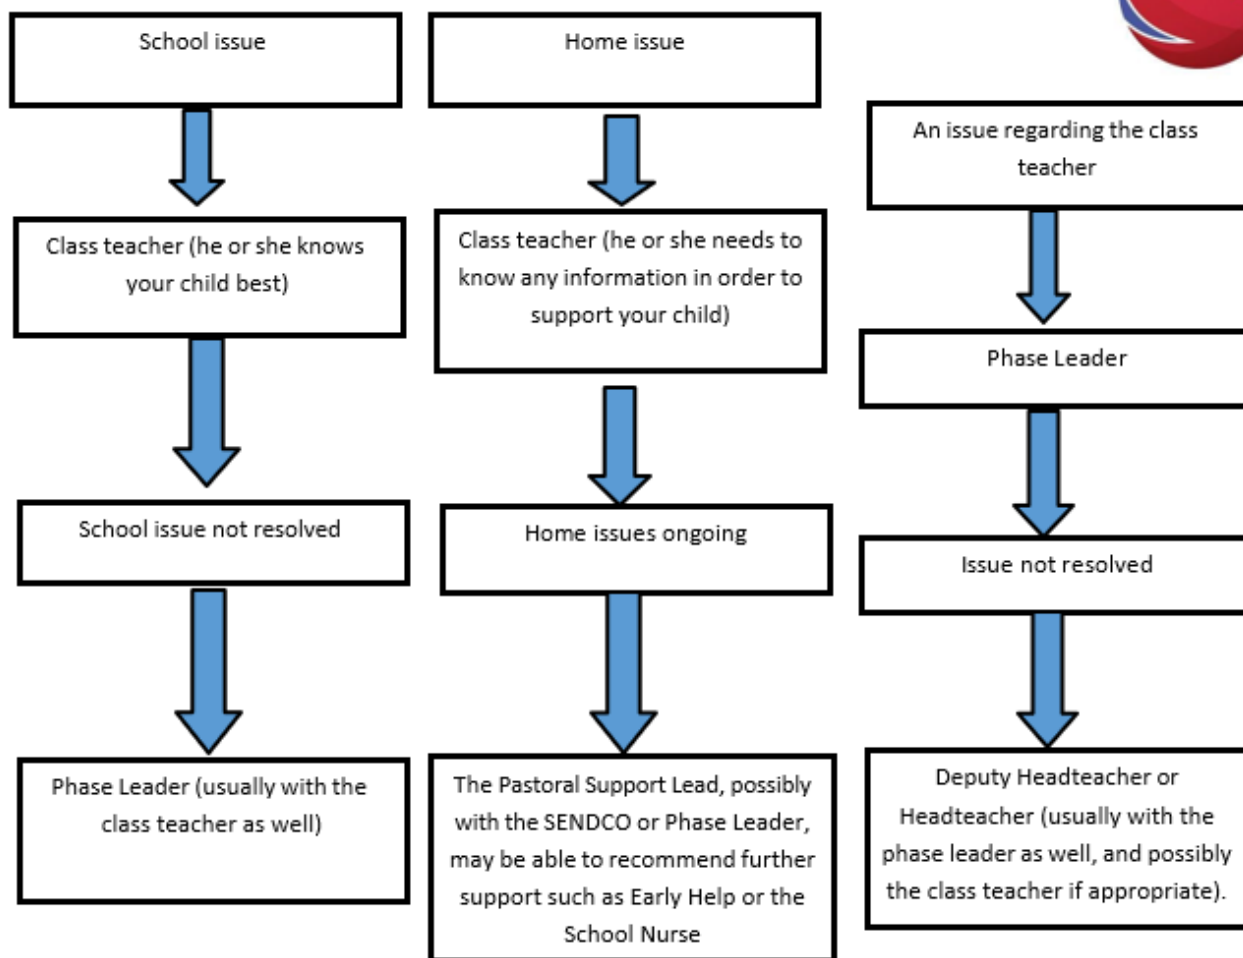 School issue
Class teacher (he or she knows
your child best)
School issue not resolved
Phase Leader (usually with the
class teacher as well)
Home issue
Class teacher (he or she needs to
know any information in order to
support your child)
Home issues ongoing
The Pastoral Support Lead, possibly
with the SENDCO or Phase Leader,
may be able to recommend further
support such as Early Help or the
School Nurse
An issue regarding the class
teacher
Phase Leader
Issue not resolved
Deputy Headteacher or
Headteacher (usually with the
phase leader as well, and possibly
the class teacher if appropriate).